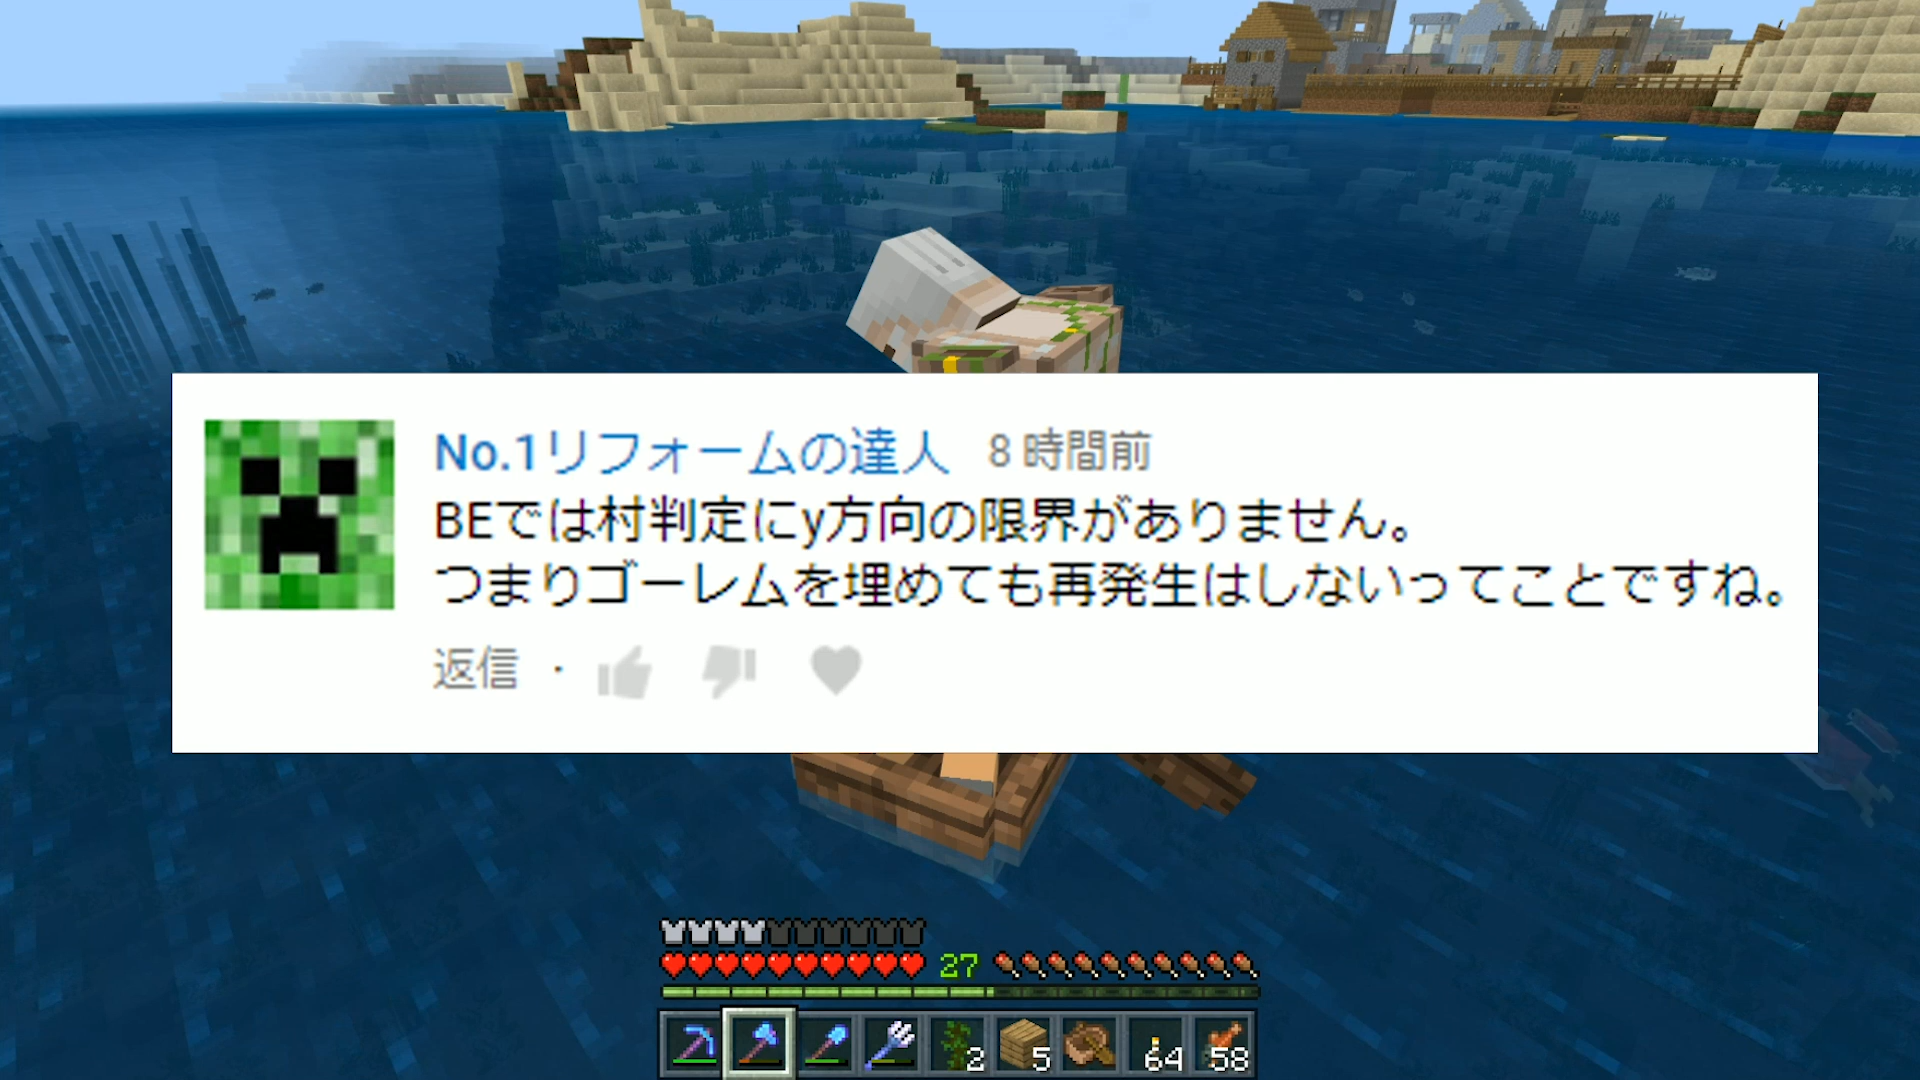 No.1リフォームの達人 8 時間前
BEでは村判定にy方向の限界がありません。
つまりゴーレムを埋めても再発生はしないってことですね。
返信 ·
27
2 5 64 58